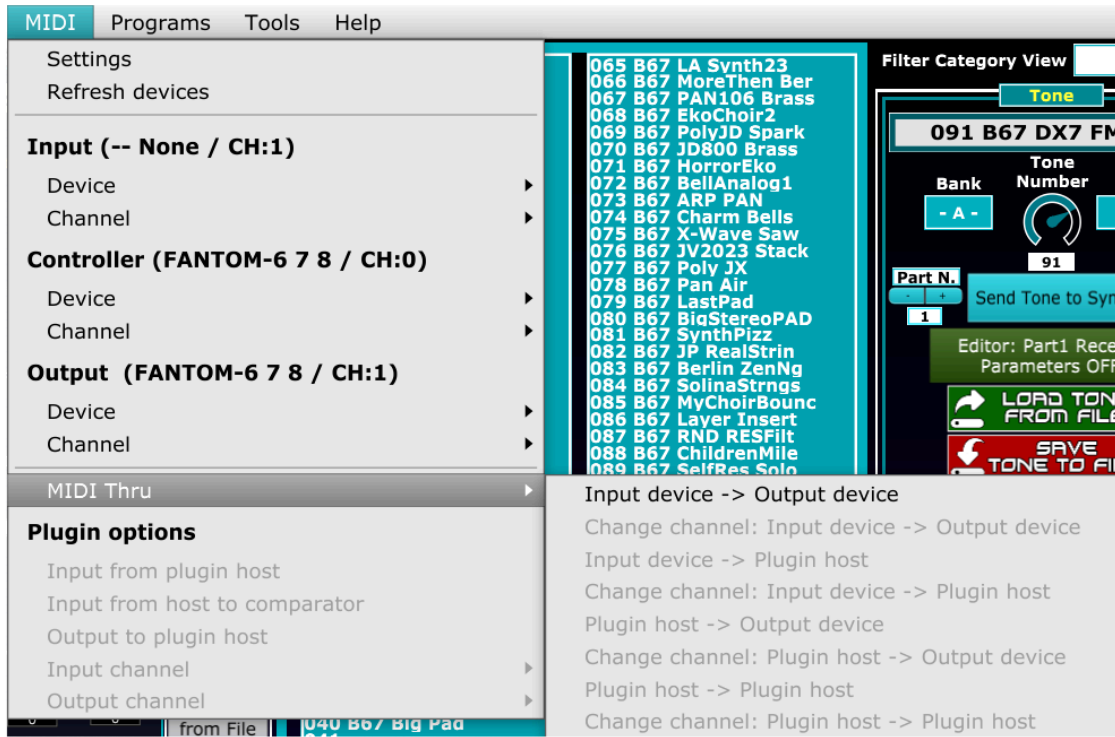 MIDI Programs Tools Help
Settings
Refresh devices
Input (-- None / CH:1)
Device
Channel
Controller (FANTOM-6 7 8 / CH:0)
Device
Channel
Output (FANTOM-6 7 8 / CH:1)
Device
Channel
MIDI Thru
Plugin options
Input from plugin host
Input from host to comparator
Output to plugin host
Input channel
Output channel
Input device -> Output device
Change channel: Input device -> Output device
Input device -> Plugin host
Change channel: Input device -> Plugin host
Plugin host -> Output device
Change channel: Plugin host -> Output device
Plugin host -> Plugin host
Change channel: Plugin host -> Plugin host
065 B67 LA Synth23
066 B67 MoreThen Ber
067 B67 PAN106 Brass
068 B67 EkoChoir2
069 B67 PolyJD Spark
070 B67 JD800 Brass
071 B67 HorrorEko
072 B67 BellAnalog1
073 B67 ARP PAN
074 B67 Charm Bells
075 B67 X-Wave Saw
076 B67 JV2023 Stack
077 B67 Poly JX
078 B67 Pan Air
079 B67 LastPad
080 B67 BigStereoPAD
081 B67 SynthPizz
082 B67 JP RealStrin
083 B67 Berlin ZenNg
084 B67 SolinaStrngs
085 B67 MyChoirBounc
086 B67 Layer Insert
087 B67 RND RESFilt
088 B67 ChildrenMile
089 B67 SelfRes Solo
Filter Category View
Tone
091 B67 DX7 FM
Bank
Tone
Number
- A -
91
Part N.
- +
1
Send Tone to Syn
Editor: Part1 Rece
Parameters OFF
LOAD TON
FROM FILE
SAVE
TONE TO FI
from File
040 B67 Big Pad